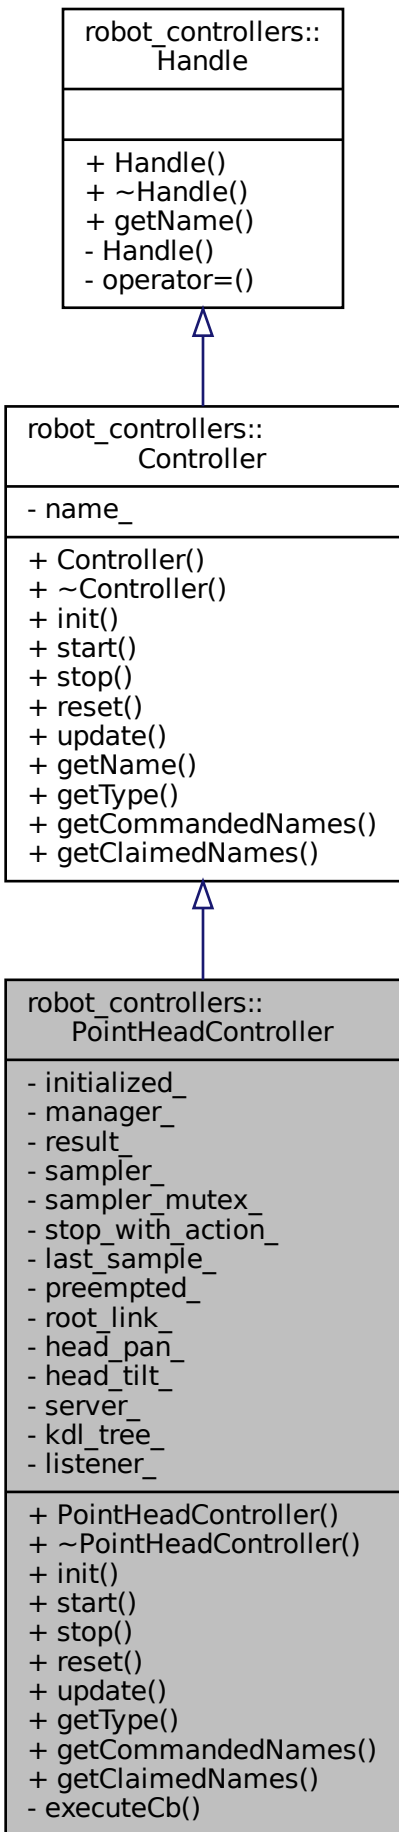 robot_controllers::
Handle
+ Handle()
+ ~Handle()
+ getName()
- Handle()
- operator=()
robot_controllers::
Controller
- name_
+ Controller()
+ ~Controller()
+ init()
+ start()
+ stop()
+ reset()
+ update()
+ getName()
+ getType()
+ getCommandedNames()
+ getClaimedNames()
robot_controllers::
PointHeadController
- initialized_
- manager_
- result_
- sampler_
- sampler_mutex_
- stop_with_action_
- last_sample_
- preempted_
- root_link_
- head_pan_
- head_tilt_
- server_
- kdl_tree_
- listener_
+ PointHeadController()
+ ~PointHeadController()
+ init()
+ start()
+ stop()
+ reset()
+ update()
+ getType()
+ getCommandedNames()
+ getClaimedNames()
- executeCb()